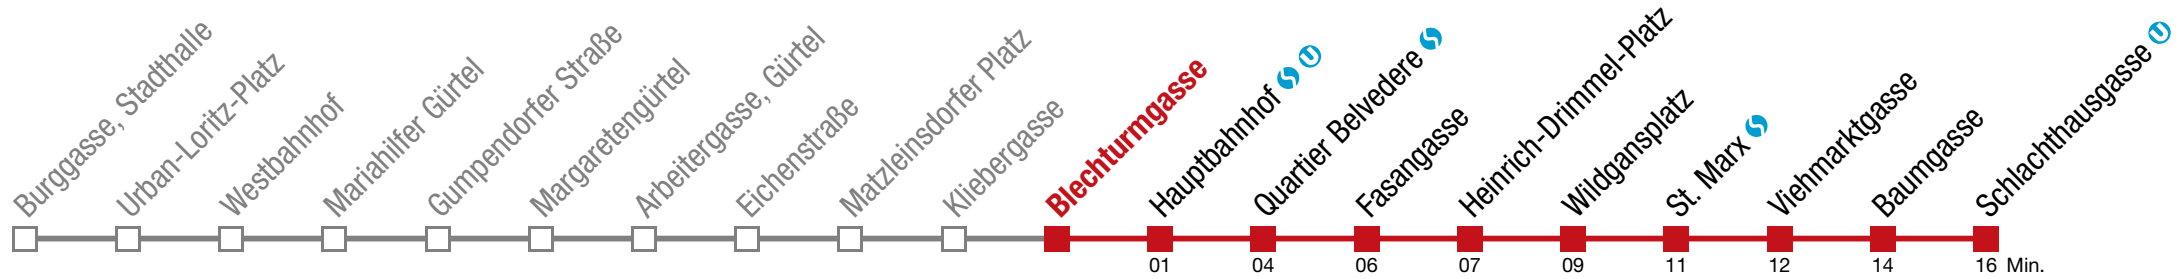 Burggasse, Stadthalle
Urban-Loritz-Platz
Westbahnhof
Mariahilfer Gürtel
Gumpendorfer Straße
Margaretengürtel
Arbeitergasse, Gürtel
Eichenstraße
Matzleinsdorfer Platz
Kliebergasse
Blechturmgasse
Hauptbahnhof S U
Quartier Belvedere S
Fasangasse
Heinrich-Drimmel-Platz
Wildgansplatz
St. Marx S
Viehmarktgasse
Baumgasse
Schlachthausgasse U
01 04 06 07 09 11 12 14 16 Min.